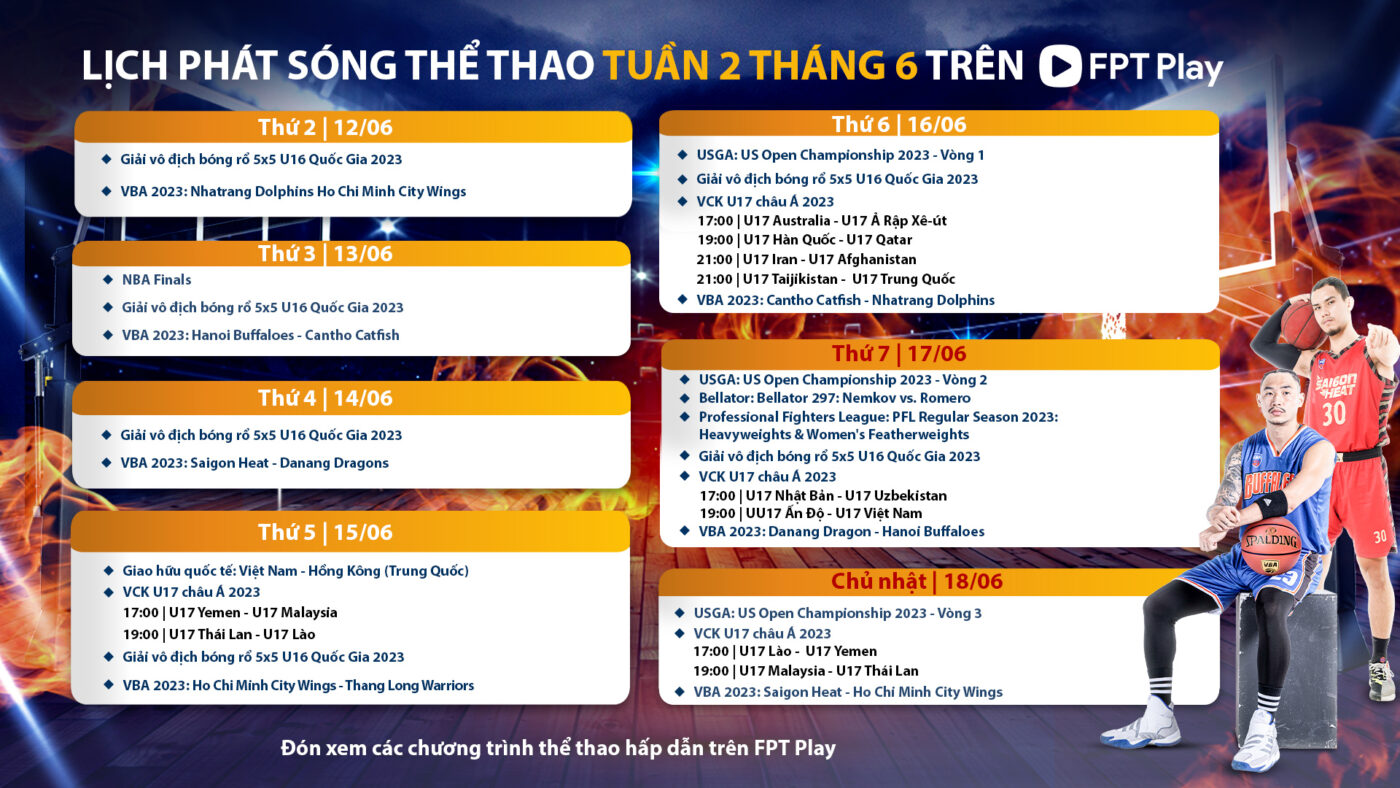 LỊCH PHÁT SÓNG THỂ THAO TUẦN 2 THÁNG 6 TRÊN FPT Play
Thứ 2 | 12/06
Giải vô địch bóng rổ 5x5 U16 Quốc Gia 2023
VBA 2023: Nhatrang Dolphins Ho Chi Minh City Wings
Thứ 3 | 13/06
NBA Finals
Giải vô địch bóng rổ 5x5 U16 Quốc Gia 2023
VBA 2023: Hanoi Buffaloes - Cantho Catfish
Thứ 4 | 14/06
Giải vô địch bóng rổ 5x5 U16 Quốc Gia 2023
VBA 2023: Saigon Heat - Danang Dragons
Thứ 5 | 15/06
Giao hữu quốc tế: Việt Nam - Hồng Kông (Trung Quốc)
VCK U17 châu Á 2023
17:00 | U17 Yemen - U17 Malaysia
19:00 | U17 Thái Lan - U17 Lào
Giải vô địch bóng rổ 5x5 U16 Quốc Gia 2023
VBA 2023: Ho Chi Minh City Wings - Thang Long Warriors
Thứ 6 | 16/06
USGA: US Open Championship 2023 - Vòng 1
Giải vô địch bóng rổ 5x5 U16 Quốc Gia 2023
VCK U17 châu Á 2023
17:00 | U17 Australia - U17 Ả Rập Xê-út
19:00 | U17 Hàn Quốc - U17 Qatar
21:00 | U17 Iran - U17 Afghanistan
21:00 | U17 Taijikistan - U17 Trung Quốc
VBA 2023: Cantho Catfish - Nhatrang Dolphins
Thứ 7 | 17/06
USGA: US Open Championship 2023 - Vòng 2
Bellator: Bellator 297: Nemkov vs. Romero
Professional Fighters League: PFL Regular Season 2023:
Heavyweights & Women's Featherweights
Giải vô địch bóng rổ 5x5 U16 Quốc Gia 2023
VCK U17 châu Á 2023
17:00 | U17 Nhật Bản - U17 Uzbekistan
19:00 | UU17 Ấn Độ - U17 Việt Nam
VBA 2023: Danang Dragon - Hanoi Buffaloes
Chủ nhật | 18/06
USGA: US Open Championship 2023 - Vòng 3
VCK U17 châu Á 2023
17:00 | U17 Lào - U17 Yemen
19:00 | U17 Malaysia - U17 Thái Lan
VBA 2023: Saigon Heat - Ho Chí Minh City Wings
SAIGON
HEAT
30
30
SPALDING
VBA
Đón xem các chương trình thể thao hấp dẫn trên FPT Play